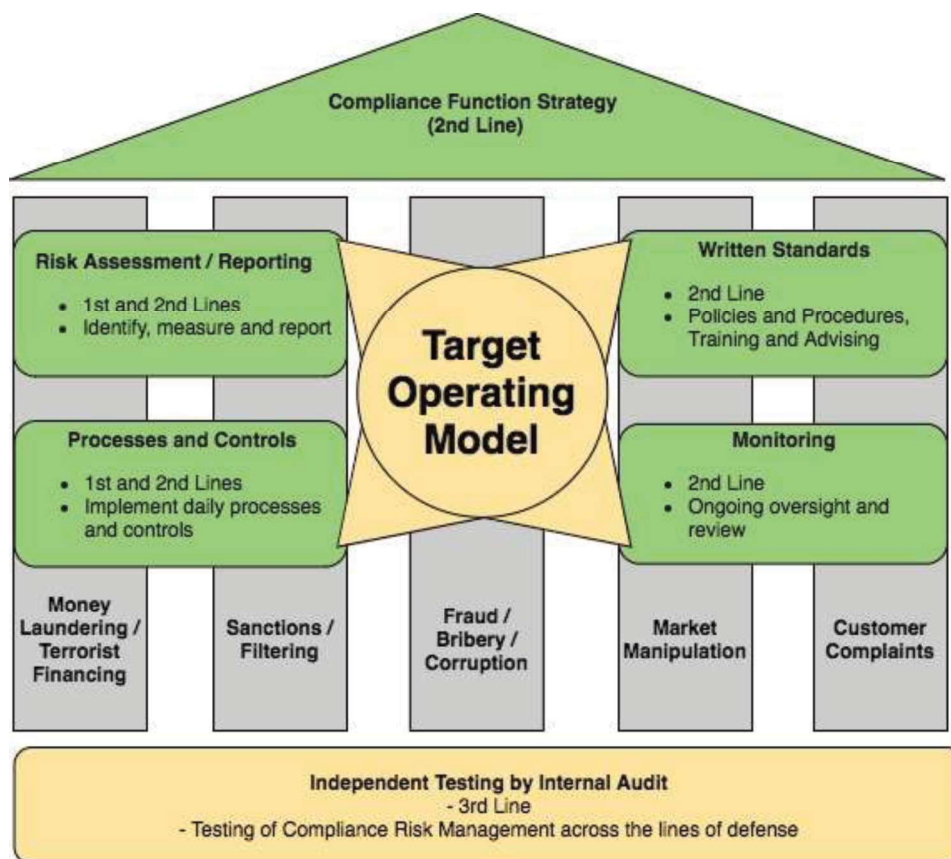 Compliance Function Strategy
(2nd Line)
Risk Assessment / Reporting
• 1st and 2nd Lines
• Identify, measure and report
Written Standards
• 2nd Line
• Policies and Procedures,
Training and Advising
Target
Operating
Model
Processes and Controls
• 1st and 2nd Lines
• Implement daily processes
and controls
Monitoring
• 2nd Line
• Ongoing oversight and
review
Money
Laundering /
Terrorist
Financing
Sanctions /
Filtering
Fraud /
Bribery /
Corruption
Market
Manipulation
Customer
Complaints
Independent Testing by Internal Audit
- 3rd Line
- Testing of Compliance Risk Management across the lines of defense